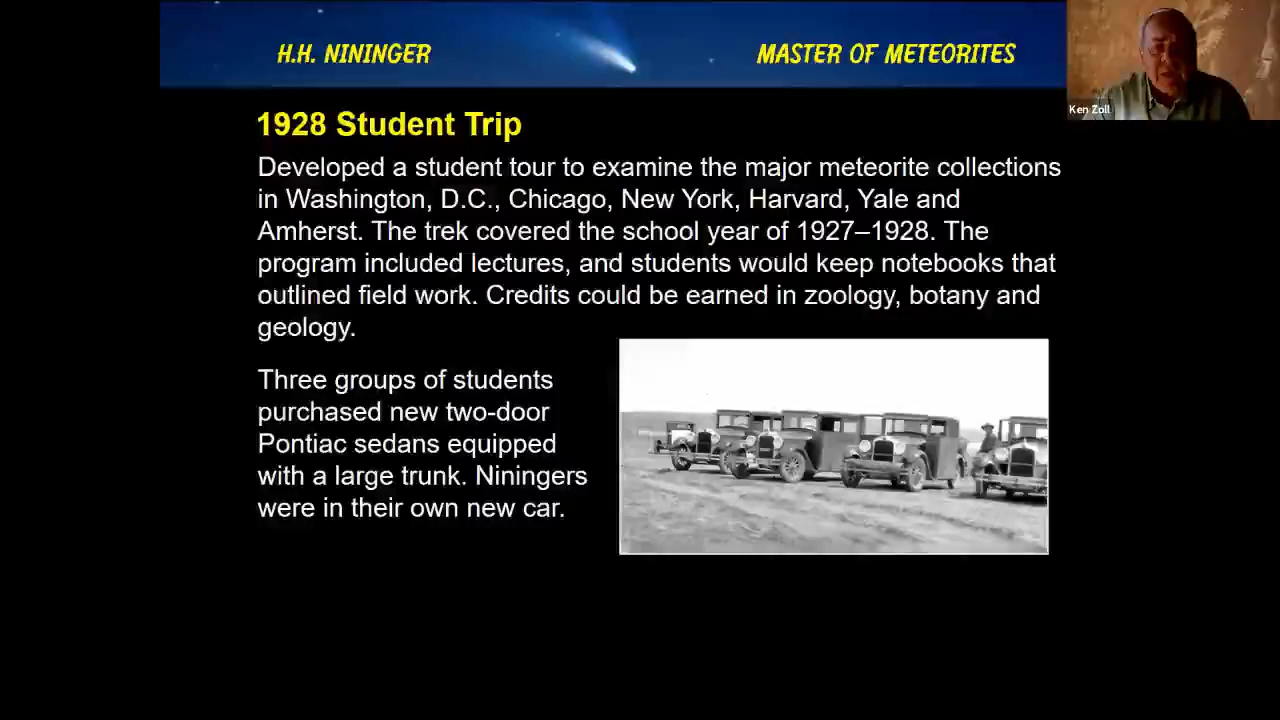 H.H. NININGER
MASTER OF METEORITES
Ken Zoll
1928 Student Trip
Developed a student tour to examine the major meteorite collections
in Washington, D.C., Chicago, New York, Harvard, Yale and
Amherst. The trek covered the school year of 1927–1928. The
program included lectures, and students would keep notebooks that
outlined field work. Credits could be earned in zoology, botany and
geology.
Three groups of students
purchased new two-door
Pontiac sedans equipped
with a large trunk. Niningers
were in their own new car.